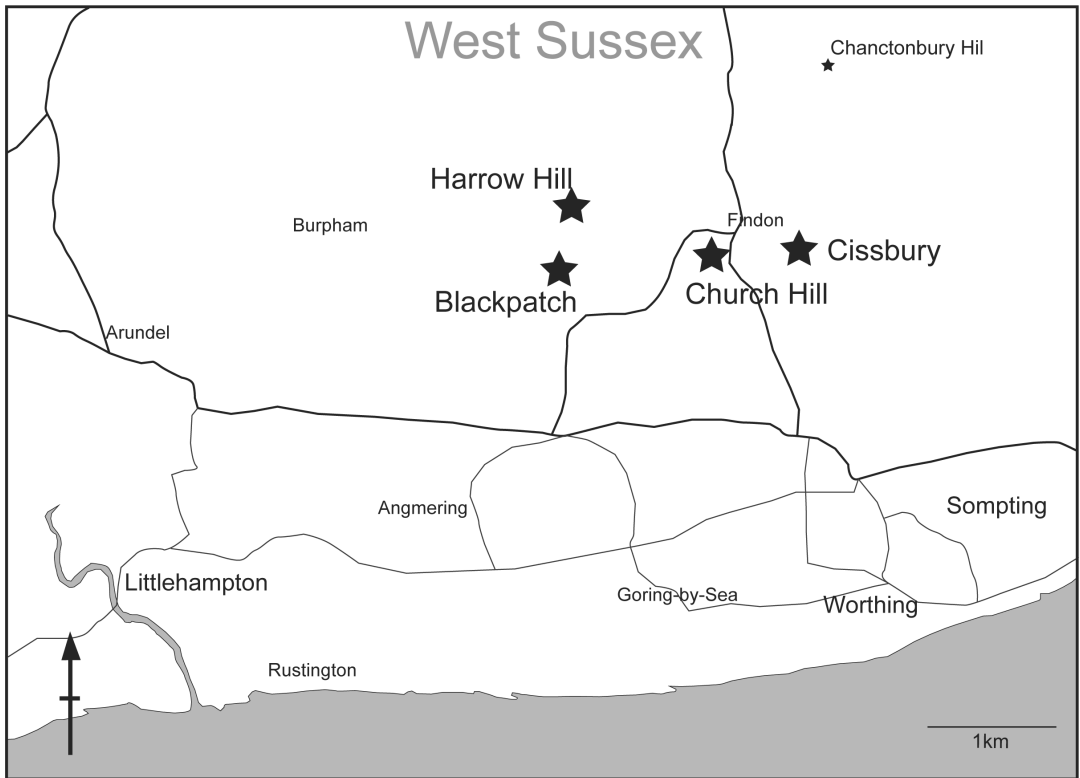 West Sussex
Chanctonbury Hil
Harrow Hill
Burpham
Findon
Cissbury
Church Hill
Blackpatch
Arundel
Angmering
Sompting
Littlehampton
Goring-by-Sea
Worthing
Rustington
1km